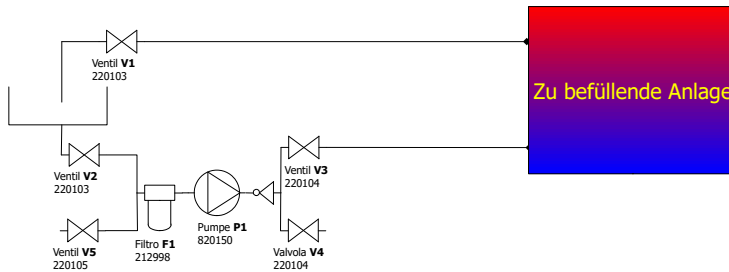 Ventil V1
220103
Zu befüllende Anlage
Ventil V2
220103
Ventil V3
220104
Ventil V5
220105
Filtro F1
212998
Pumpe P1
820150
Valvola V4
220104